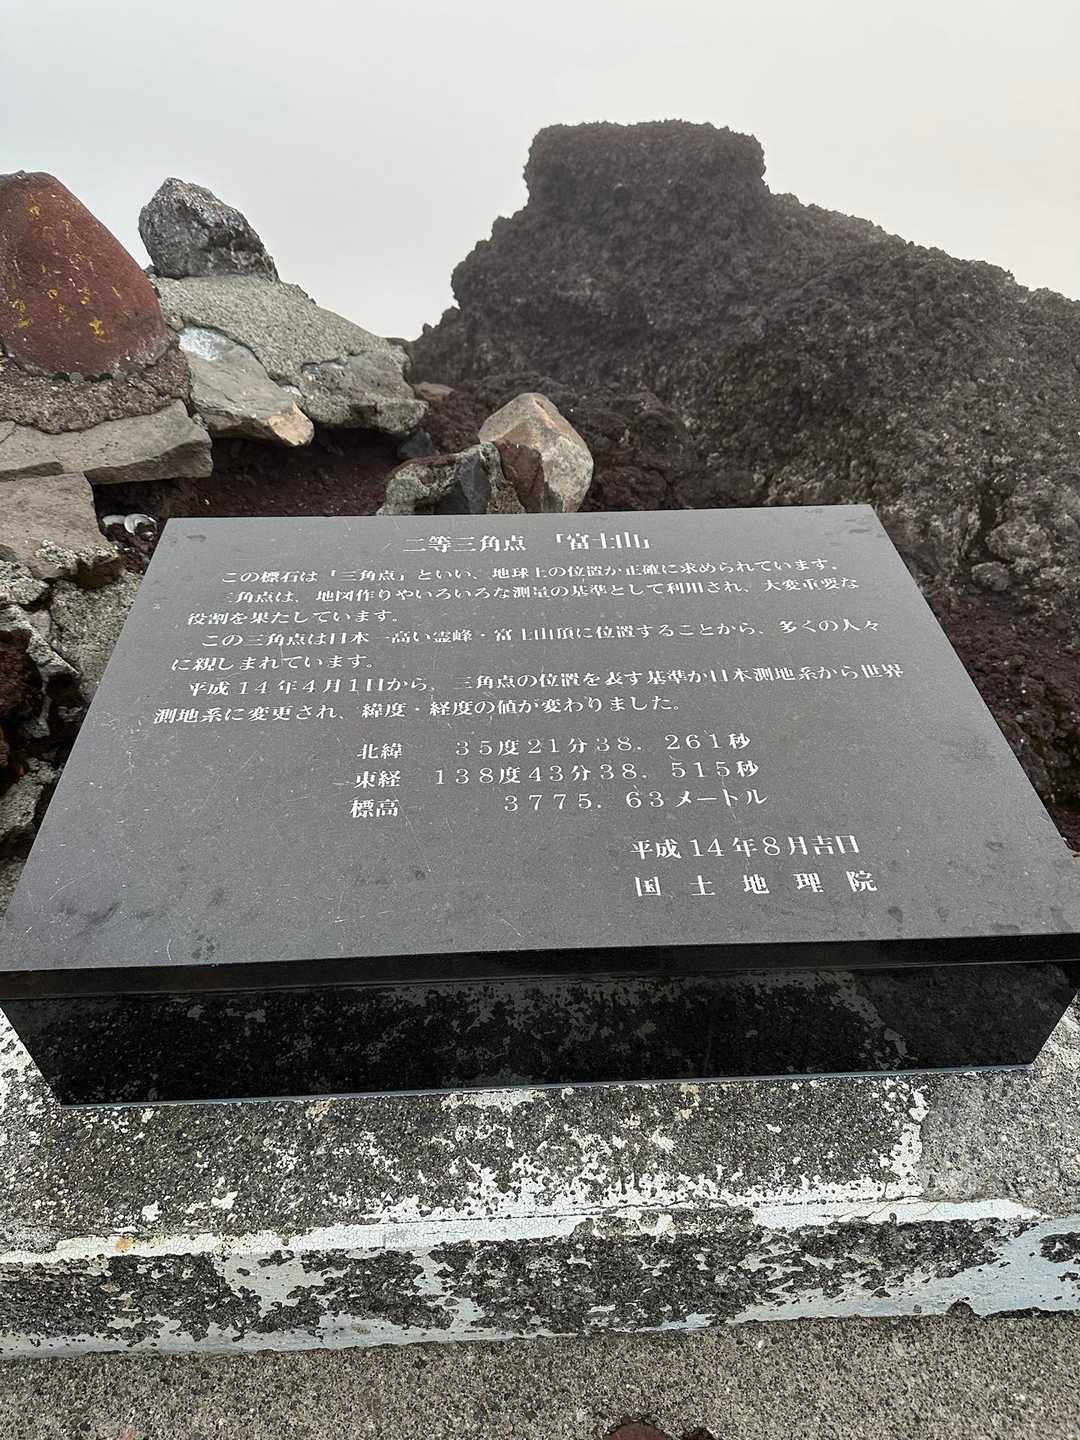 二等三角点 「富士山」
この標石は「三角点」といい、地球上の位置が正確に求められています。
三角点は、地図作りやいろいろな測量の基準として利用され、大変重要な
役割を果たしています。
この三角点は日本一高い霊峰・富士山頂に位置することから、多くの人々
に親しまれています。
平成14年4月1日から、三角点の位置を表す基準が日本測地系から世界
測地系に変更され、緯度・経度の値が変わりました。
北緯 35度21分38.261秒
東経 138度43分38.515秒
標高 3775.63メートル
平成14年8月吉日
国土地理院